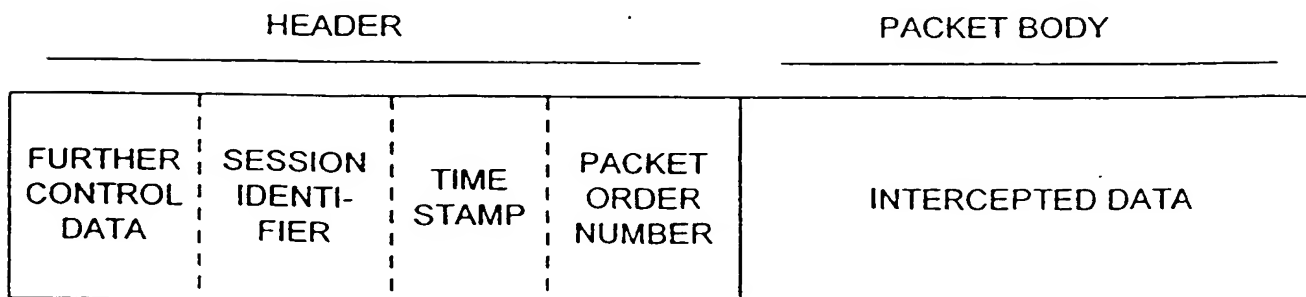 HEADER
PACKET BODY
FURTHER
CONTROL
DATA
SESSION
IDENTI-
FIER
TIME
STAMP
PACKET
ORDER
NUMBER
INTERCEPTED DATA